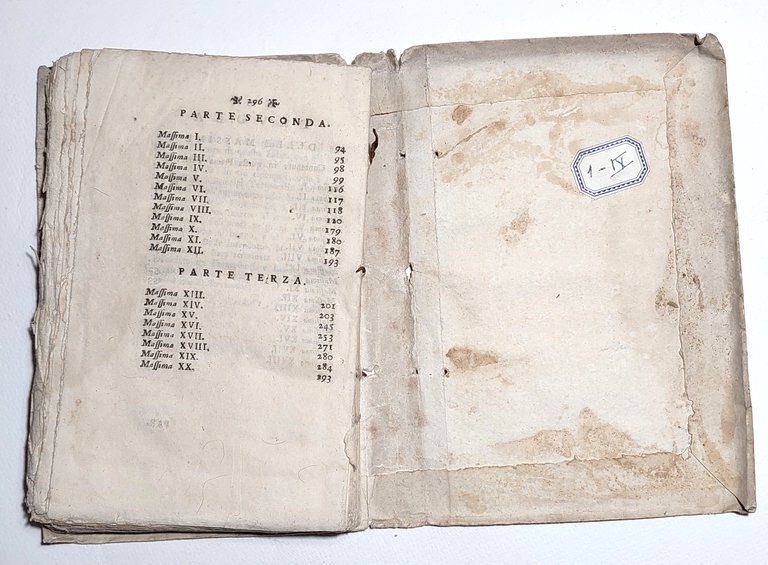 296
PARTE SECONDA.
Maſſima I. 94
Maſſima II. 95
Maſſima III. 98
Maſſima IV. 99
Maſſima V. 116
Maſſima VI. 117
Maſſima VII. 118
Maſſima VIII. 120
Maſſima IX. 179
Maſſima X. 180
Maſſima XI. 187
Maſſima XII. 193
PARTE TERZA.
Maſſima XIII. 201
Maſſima XIV. 203
Maſſima XV. 245
Maſſima XVI. 253
Maſſima XVII. 271
Maſſima XVIII. 280
Maſſima XIX. 284
Maſſima XX. 293
1 - IV